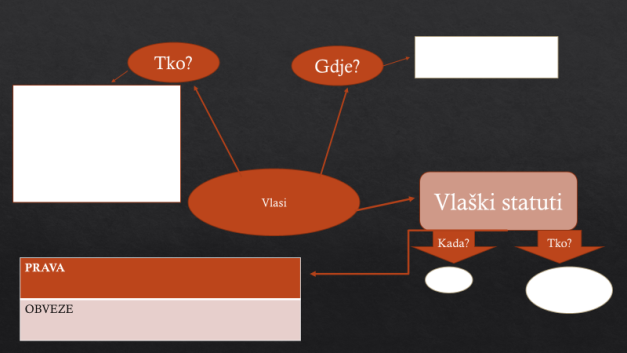 Tko?
Gdje?
Vlasi
Vlaški statuti
Kada?
Tko?
PRAVA
OBVEZE